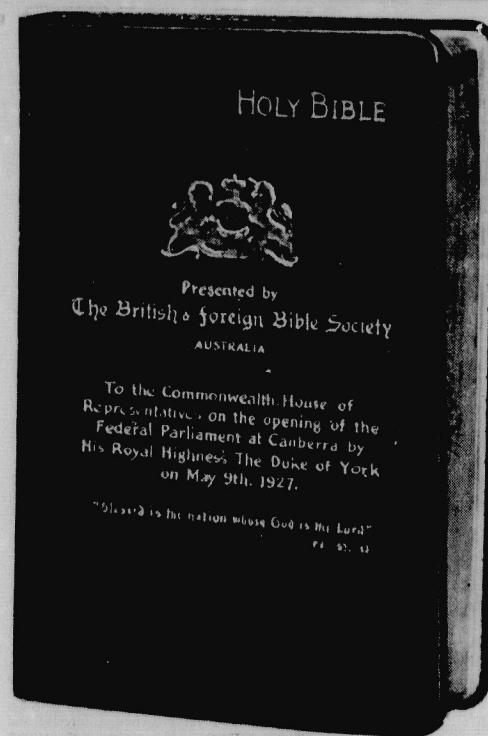 HOLY BIBLE
Presented by
The British & Foreign Bible Society
AUSTRALIA
To the Commonwealth House of
Representatives on the opening of the
Federal Parliament at Canberra by
His Royal Highness The Duke of York
on May 9th. 1927.
"Blessed is the nation whose God is the Lord"